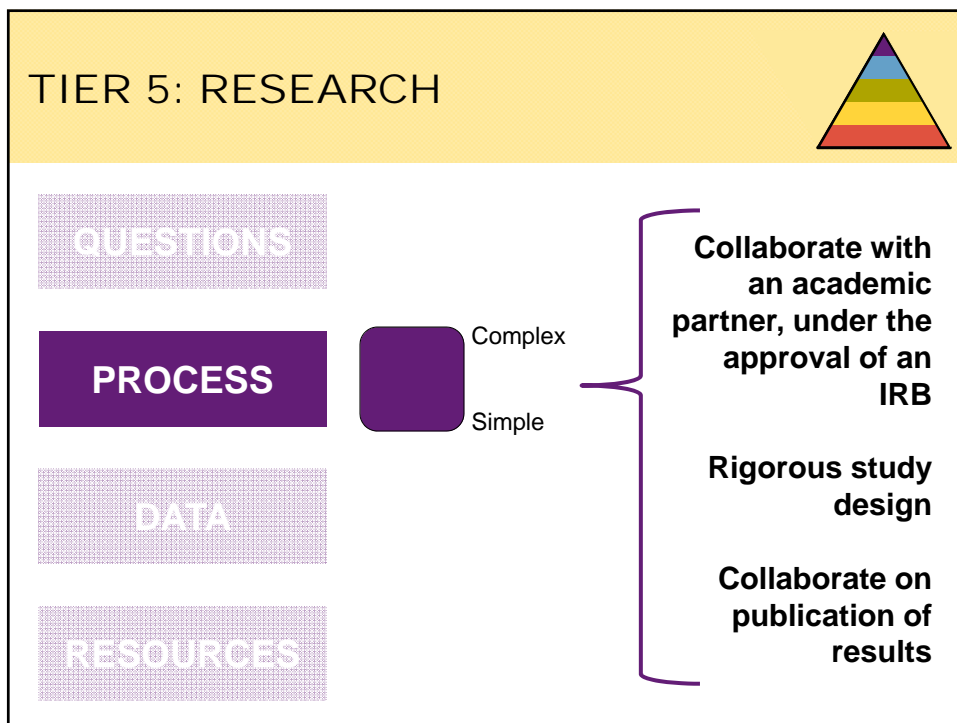 TIER 5: RESEARCH
QUESTIONS
PROCESS
DATA
RESOURCES
Complex
Simple
Collaborate with
an academic
partner, under the
approval of an
IRB
Rigorous study
design
Collaborate on
publication of
results